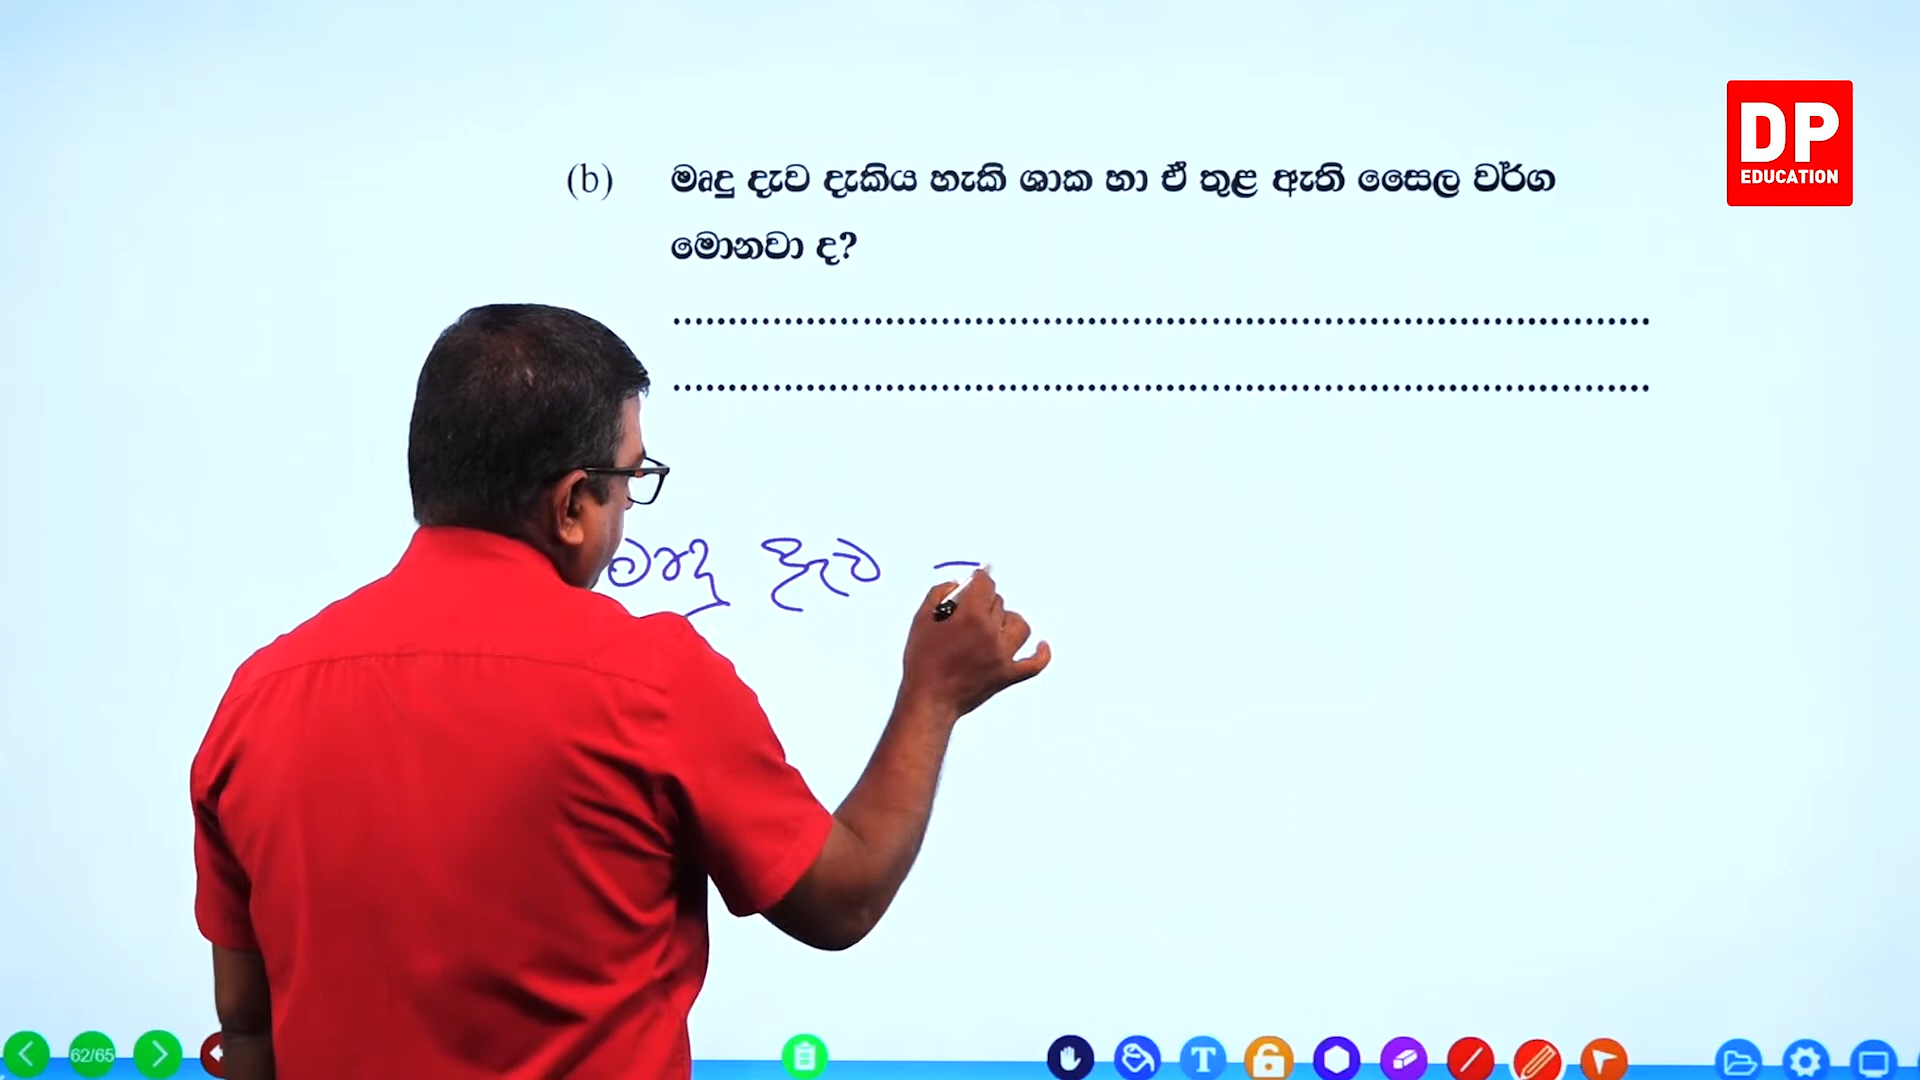 DP
EDUCATION
(b) මෘදු දැව දැකිය හැකි ශාක හා ඒ තුළ ඇති සෛල වර්ග
මොනවා ද?
මෘදු දැව –
62/65
T